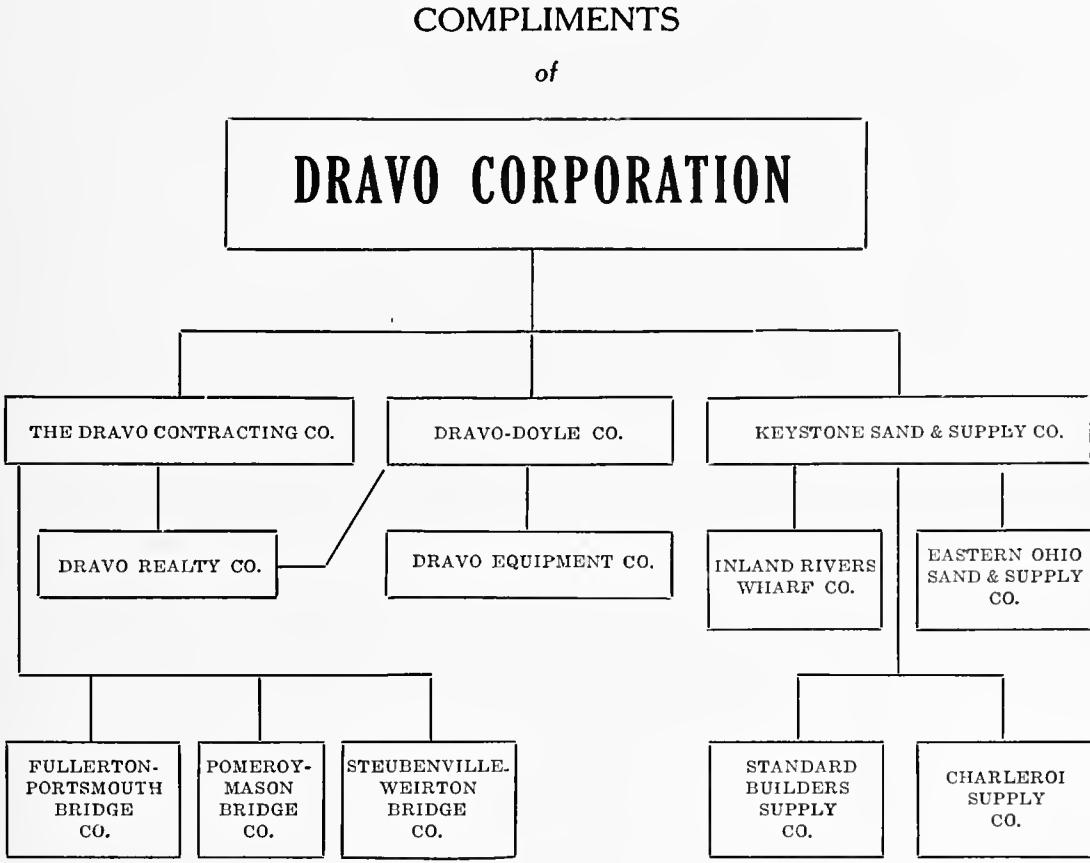 COMPLIMENTS
of
DRAVO CORPORATION
THE DRAVO CONTRACTING CO.
DRAVO-DOYLE CO.
KEYSTONE SAND & SUPPLY CO.
DRAVO REALTY CO.
DRAVO EQUIPMENT CO.
INLAND RIVERS
WHARF CO.
EASTERN OHIO
SAND & SUPPLY
CO.
FULLERTON-
PORTSMOUTH
BRIDGE
CO.
POMEROY-
MASON
BRIDGE
CO.
STEUBENVILLE-
WEIRTON
BRIDGE
CO.
STANDARD
BUILDERS
SUPPLY
CO.
CHARLEROI
SUPPLY
CO.